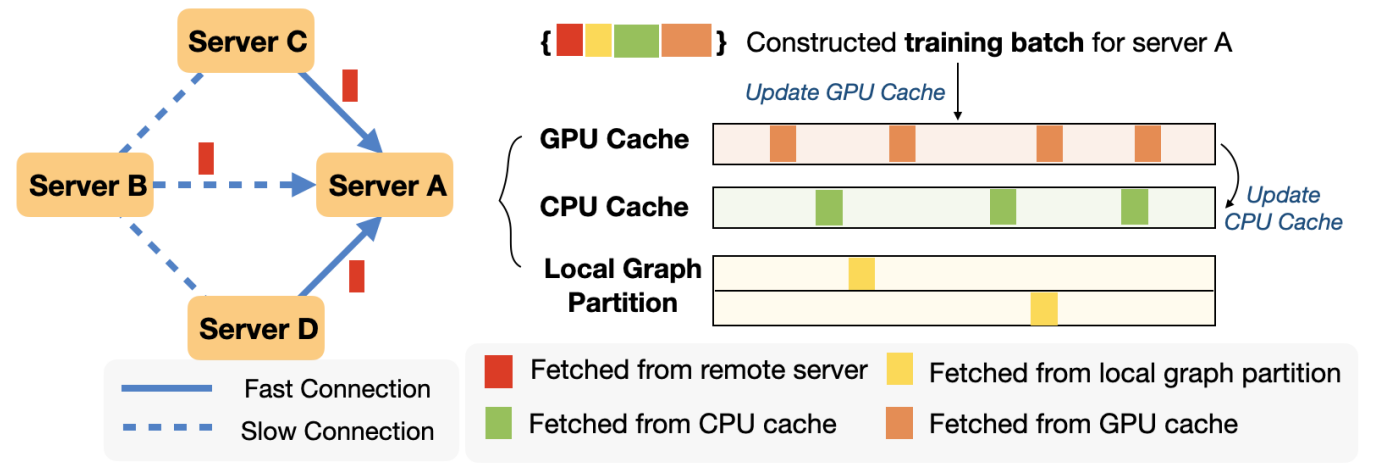 Server C
Server B
Server A
Server D
Fast Connection
Slow Connection
{ } Constructed training batch for server A
Update GPU Cache
GPU Cache
CPU Cache
Update
CPU Cache
Local Graph
Partition
Fetched from remote server
Fetched from local graph partition
Fetched from CPU cache
Fetched from GPU cache